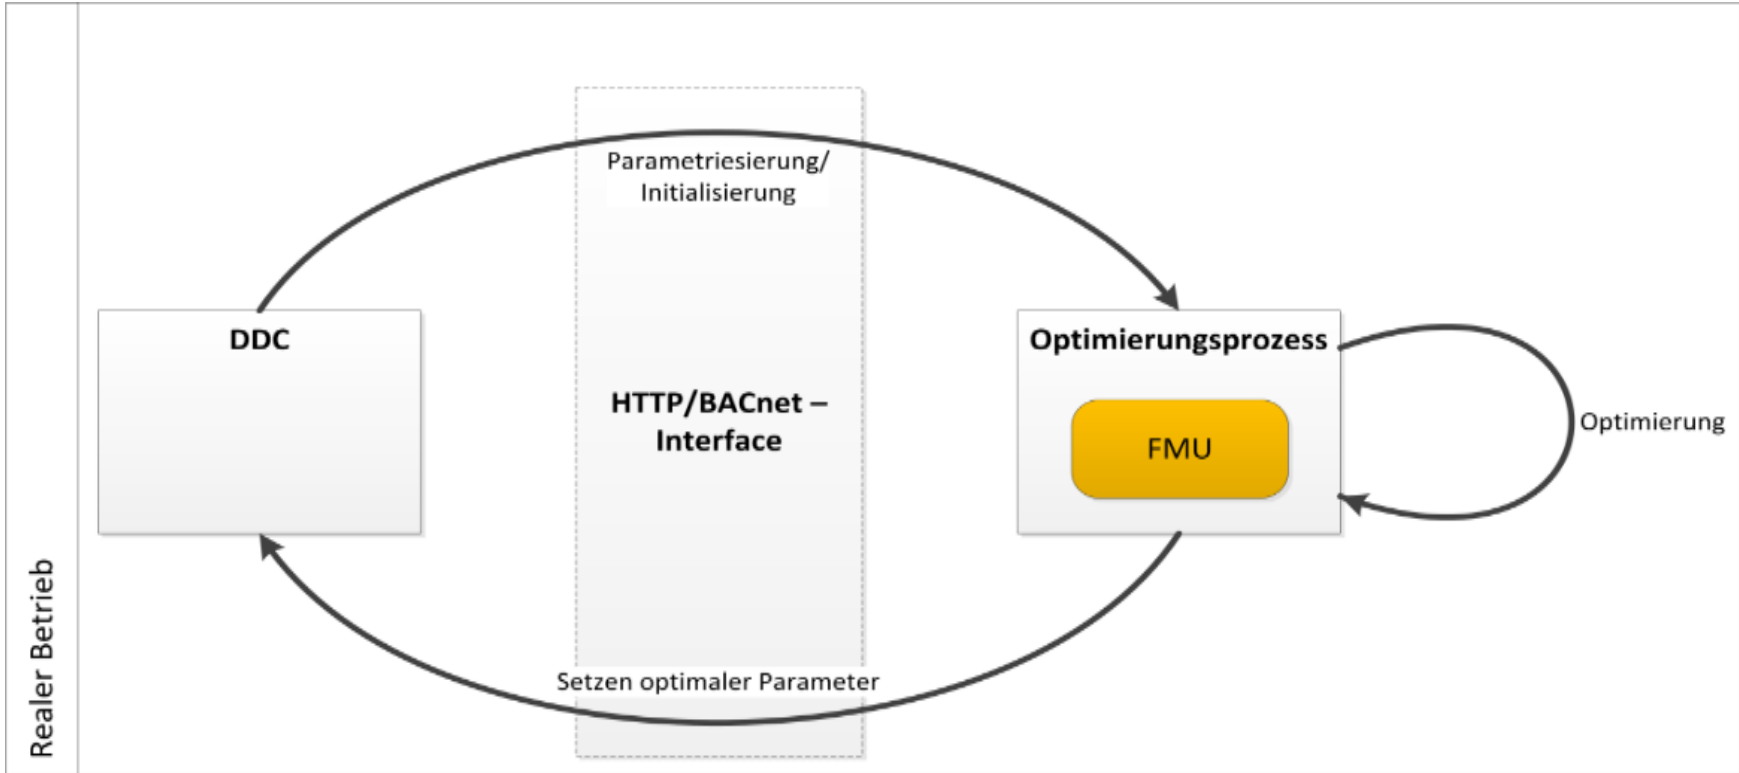 Parametriesierung/
Initialisierung
DDC
Optimierungsprozess
HTTP/BACnet –
Interface
FMU
Optimierung
Setzen optimaler Parameter
Realer Betrieb